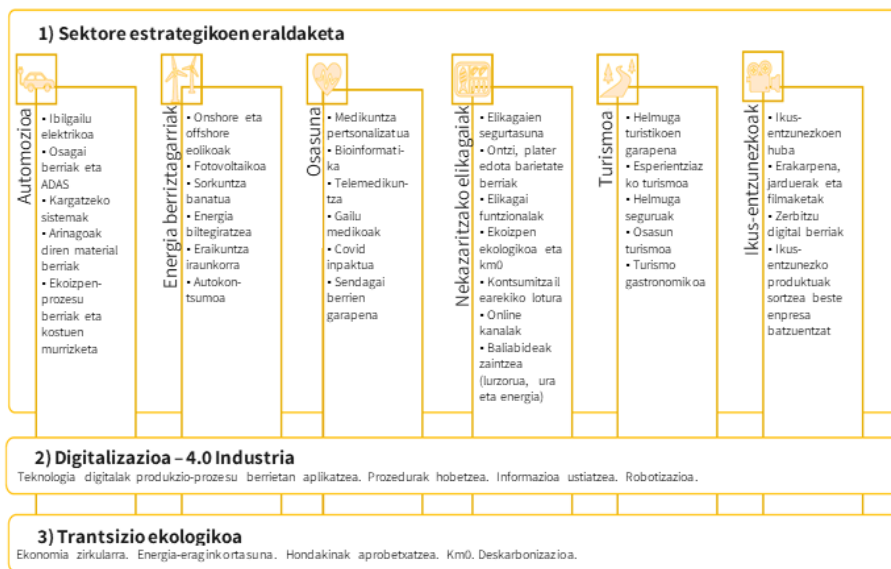 1) Sektore estrategikoen eraldaketa
Automozioa
• Ibilgailu
elektrikoa
• Osagai
berriak eta
ADAS
• Kargatzeko
sistemak
• Arinagoak
diren material
berriak
• Ekoizpen-
prozesu
berriak eta
kostuen
murrizketa
Energia berriztagarriak
• Onshore eta
offshore
eolikoak
• Fotovoltaikoa
• Sorkuntza
banatua
• Energia
biltegiratzea
• Eraikuntza
iraunkorra
• Autokon-
tsumoa
Osasuna
• Medikuntza
pertsonalizatua
• Bioinformati-
ka
• Telemedikun-
tza
• Gailu
medikoak
• Covid
inpaktua
• Sendagai
berrien
garapena
Nekazaritzako elikagaiak
• Elikagaien
segurtasuna
• Ontzi, plater
edota barietate
berriak
• Elikagai
funtzionalak
• Ekoizpen
ekologikoa eta
km0
• Kontsumitzail
earekiko lotura
• Online
kanalak
• Baliabideak
zaintzea
(lurzorua, ura
eta energia)
Turismoa
• Helmuga
turistikoen
garapena
• Esperientziaz
ko turismoa
• Helmuga
seguruak
• Osasun
turismoa
• Turismo
gastronomikoa
Ikus-entzunezkoak
• Ikus-
entzunezkoen
huba
• Erakarpena,
jarduerak eta
filmaketak
• Zerbitzu
digital berriak
• Ikus-
entzunezko
produktuak
sortzea beste
enpresa
batzuentzat
2) Digitalizazioa – 4.0 Industria
Teknologia digitalak produkzio-prozesu berrietan aplikatzea. Prozedurak hobetzea. Informazioa ustiatzea. Robotizazioa.
3) Trantsizio ekologikoa
Ekonomia zirkularra. Energia-eraginkortasuna. Hondakinak aprobetxatzea. Km0. Deskarbonizazioa.